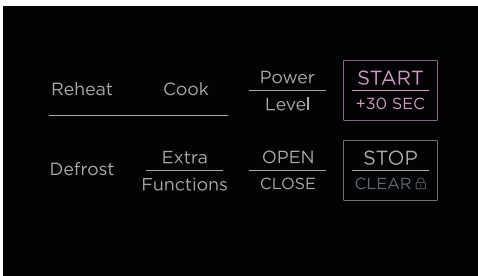 Reheat
Cook
Power
Level
START
+30 SEC
Defrost
Extra
Functions
OPEN
CLOSE
STOP
CLEAR